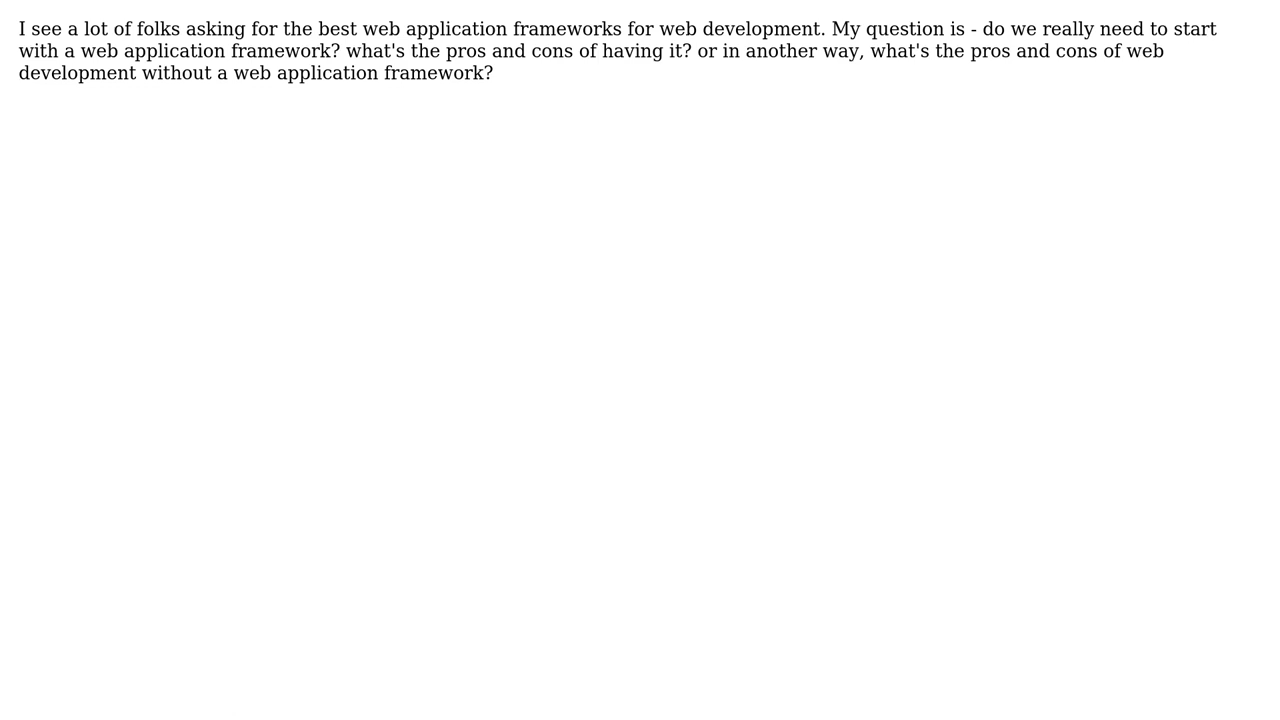 I see a lot of folks asking for the best web application frameworks for web development. My question is - do we really need to start
with a web application framework? what's the pros and cons of having it? or in another way, what's the pros and cons of web
development without a web application framework?